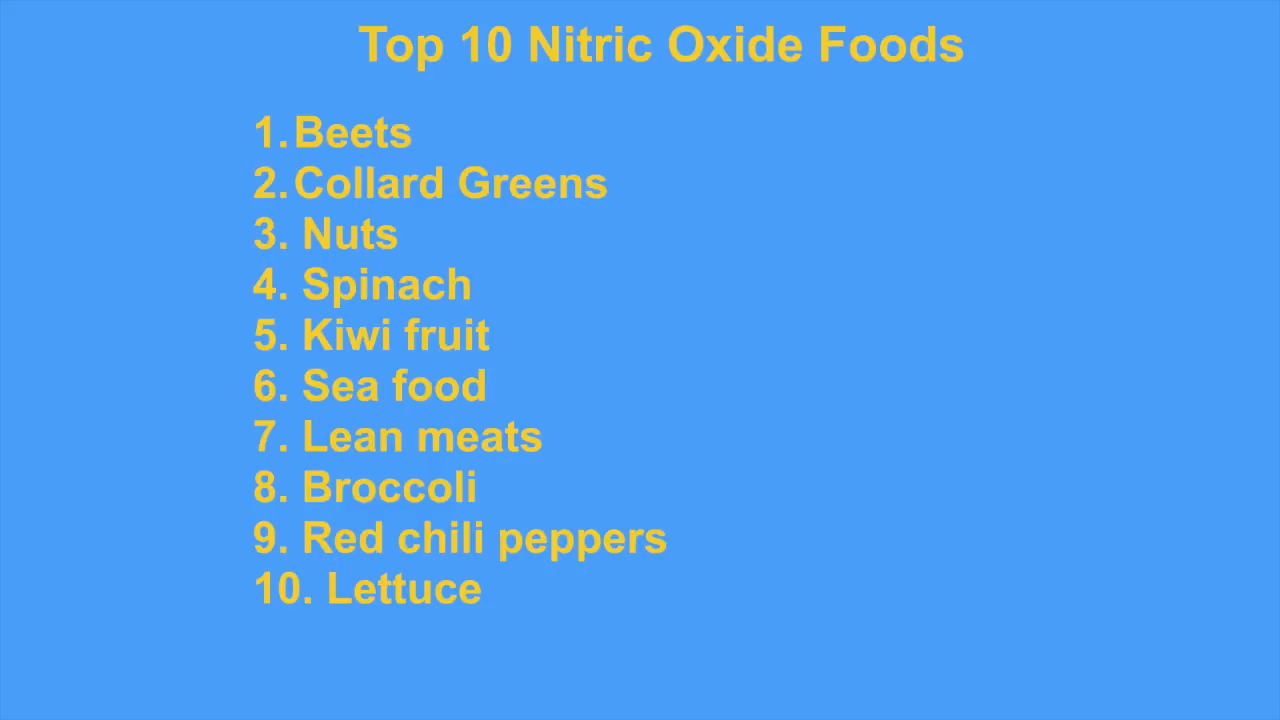 Top 10 Nitric Oxide Foods
1. Beets
2. Collard Greens
3. Nuts
4. Spinach
5. Kiwi fruit
6. Sea food
7. Lean meats
8. Broccoli
9. Red chili peppers
10. Lettuce